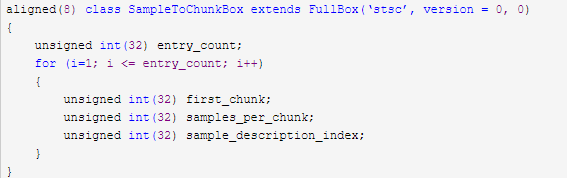 aligned(8) class SampleToChunkBox extends FullBox(‘stsc’, version = 0, 0)
{
    unsigned int(32) entry_count;
    for (i=1; i <= entry_count; i++)
    {
        unsigned int(32) first_chunk;
        unsigned int(32) samples_per_chunk;
        unsigned int(32) sample_description_index;
    }
}